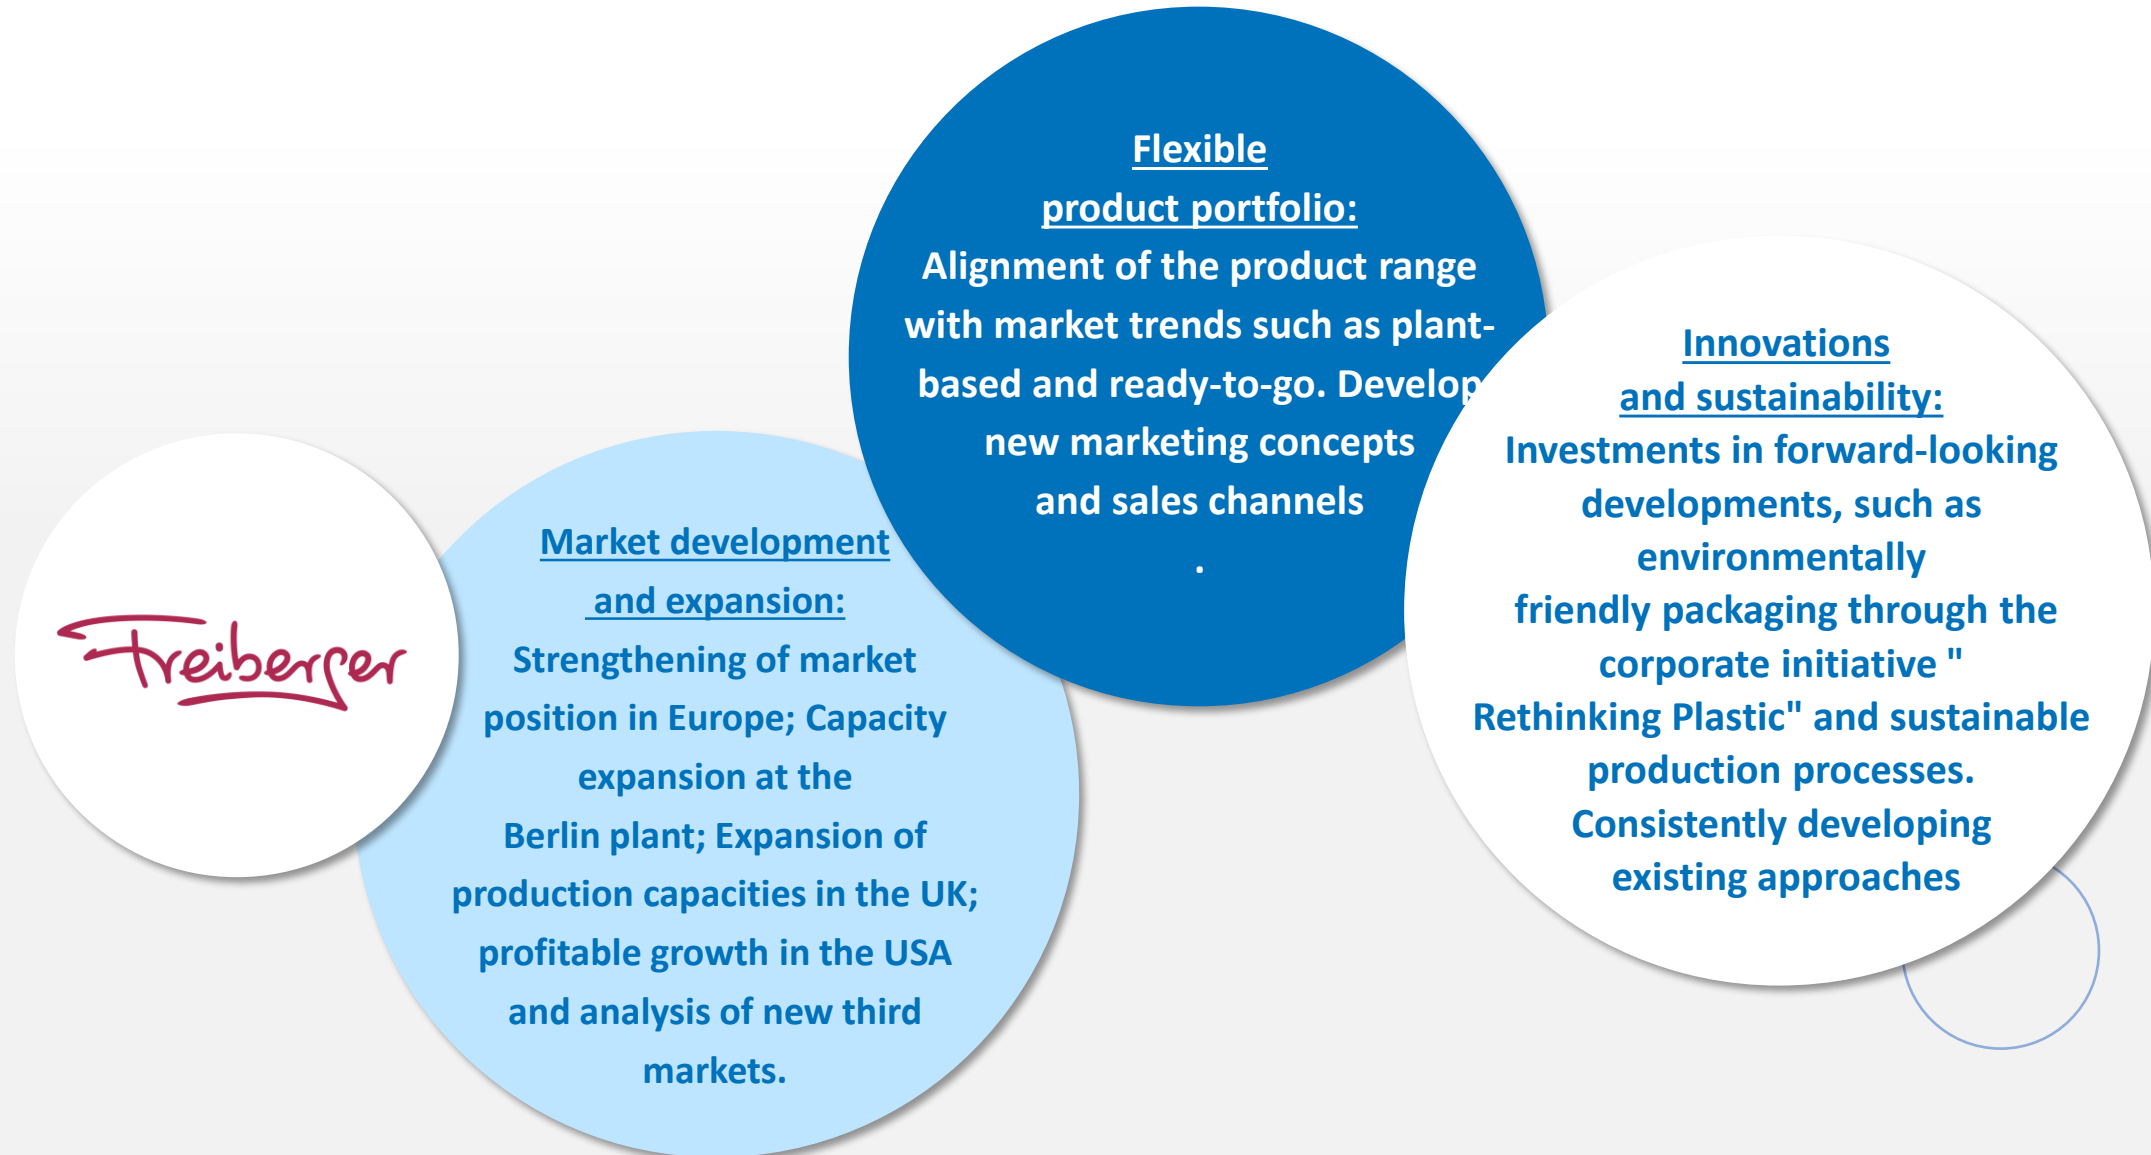 Freiberger
Market development
and expansion:
Strengthening of market
position in Europe; Capacity
expansion at the
Berlin plant; Expansion of
production capacities in the UK;
profitable growth in the USA
and analysis of new third
markets.
Flexible
product portfolio:
Alignment of the product range
with market trends such as plant-
based and ready-to-go. Develop
new marketing concepts
and sales channels
.
Innovations
and sustainability:
Investments in forward-looking
developments, such as
environmentally
friendly packaging through the
corporate initiative "
Rethinking Plastic" and sustainable
production processes.
Consistently developing
existing approaches